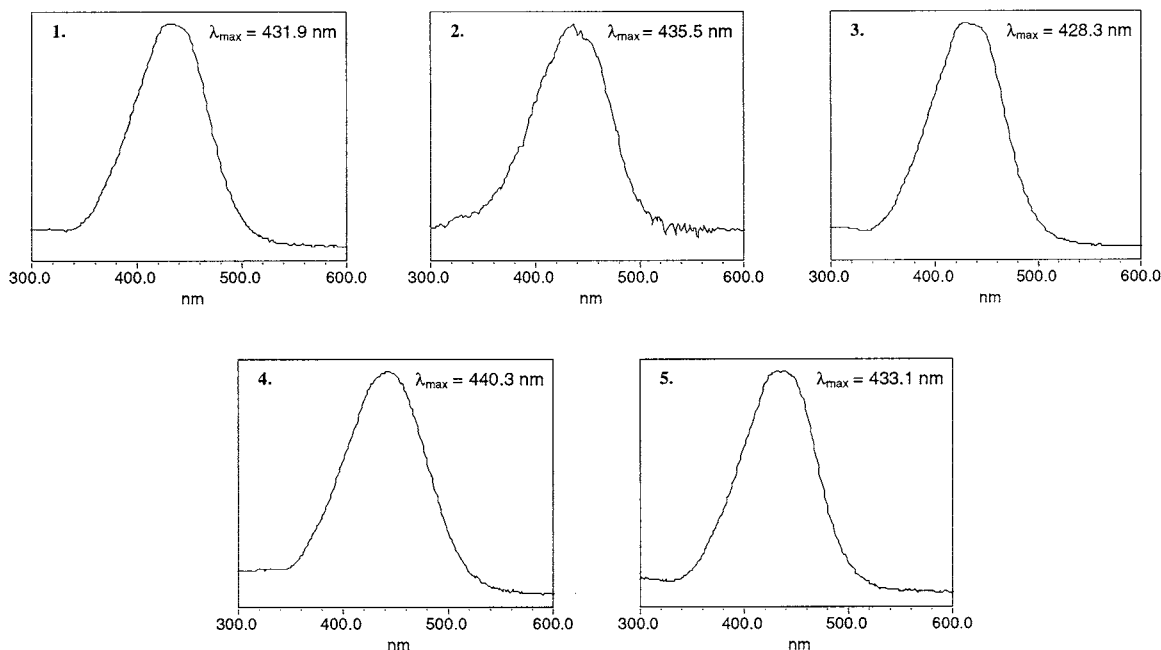 1. λmax = 431.9 nm
300.0 400.0 500.0 600.0
nm
2. λmax = 435.5 nm
300.0 400.0 500.0 600.0
nm
3. λmax = 428.3 nm
300.0 400.0 500.0 600.0
nm
4. λmax = 440.3 nm
300.0 400.0 500.0 600.0
nm
5. λmax = 433.1 nm
300.0 400.0 500.0 600.0
nm